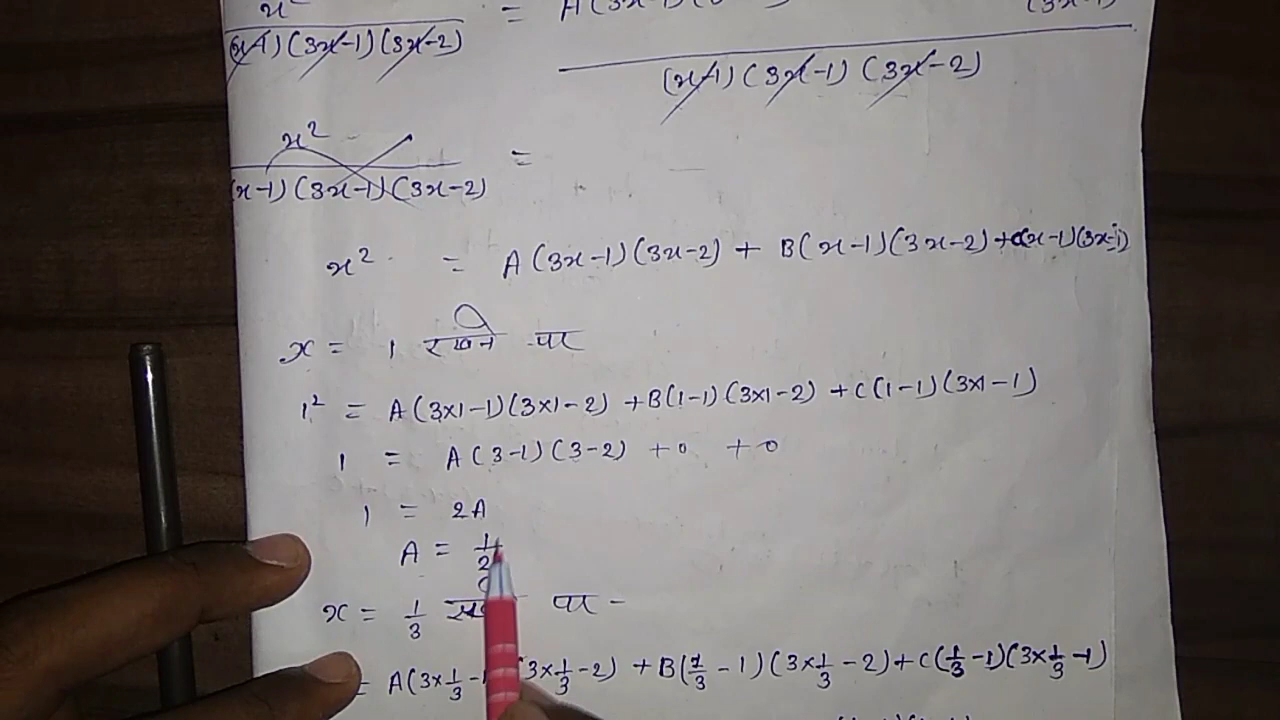 x² = A(3x-1)(
(x-1)(3x-1)(3x-2) (x-1)(3x-1)(3x-2)
x² =
(x-1)(3x-1)(3x-2)
x² = A(3x-1)(3x-2) + B(x-1)(3x-2) + C(x-1)(3x-1)
x = 1 रखने पर
1² = A(3×1-1)(3×1-2) + B(1-1)(3×1-2) + C(1-1)(3×1-1)
1 = A(3-1)(3-2) + 0 + 0
1 = 2A
A = 1/2
x = 1/3 पर -
= A(3×1/3 - 3×1/3 - 2) + B(1/3 - 1)(3×1/3 - 2) + C(1/3 - 1)(3×1/3 - 1)